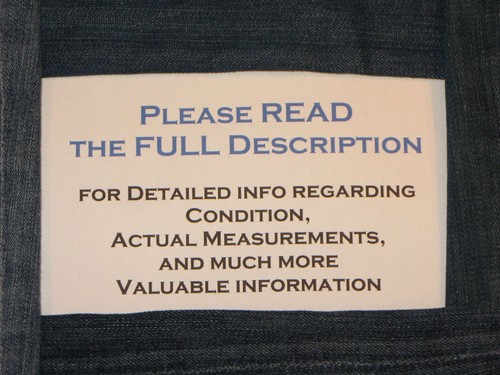 PLEASE READ
THE FULL DESCRIPTION
FOR DETAILED INFO REGARDING
CONDITION,
ACTUAL MEASUREMENTS,
AND MUCH MORE
VALUABLE INFORMATION